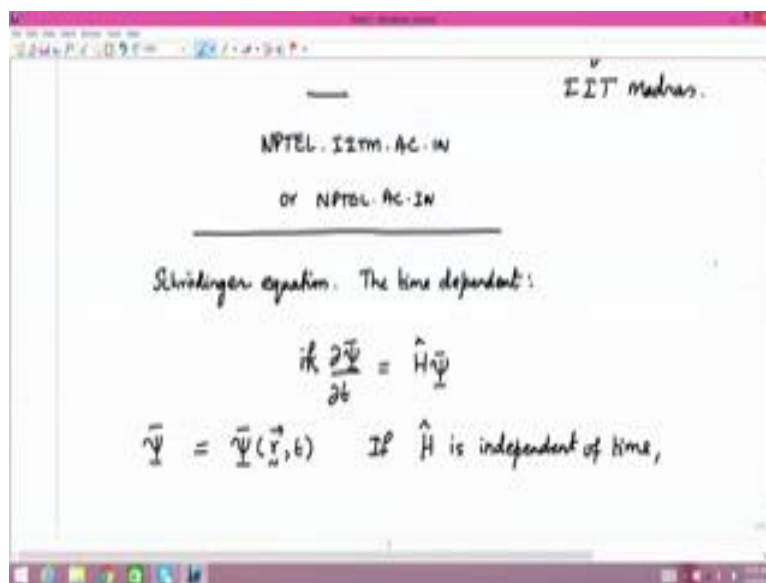 IIT Madras.
NPTEL.IITM.AC.IN
or NPTEL.AC.IN
Schrödinger equation. The time dependent:
iℏ ∂Ψ/∂t = ĤΨ
Ψ = Ψ(r⃗,t) If Ĥ is independent of time,